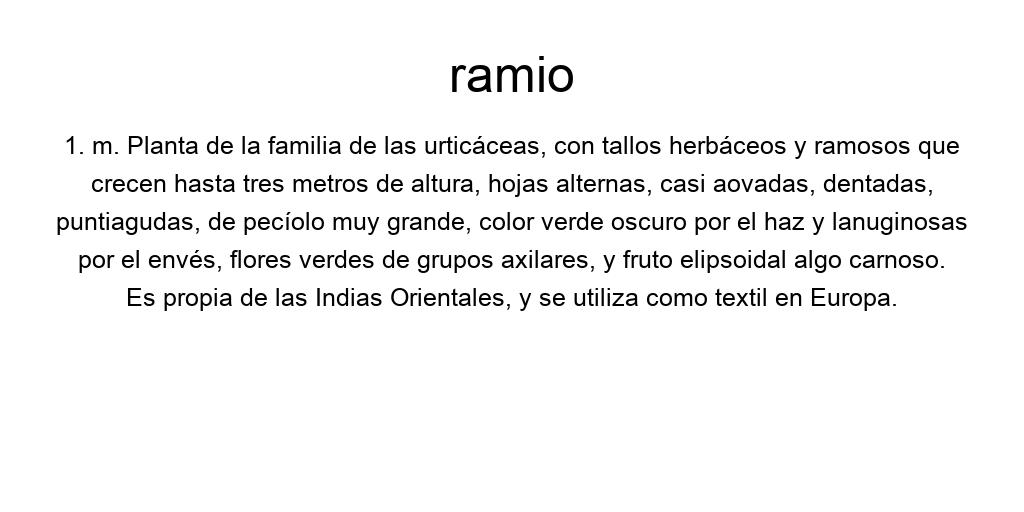 ramio
1. m. Planta de la familia de las urticáceas, con tallos herbáceos y ramosos que
crecen hasta tres metros de altura, hojas alternas, casi aovadas, dentadas,
puntiagudas, de pecíolo muy grande, color verde oscuro por el haz y lanuginosas
por el envés, flores verdes de grupos axilares, y fruto elipsoidal algo carnoso.
Es propia de las Indias Orientales, y se utiliza como textil en Europa.